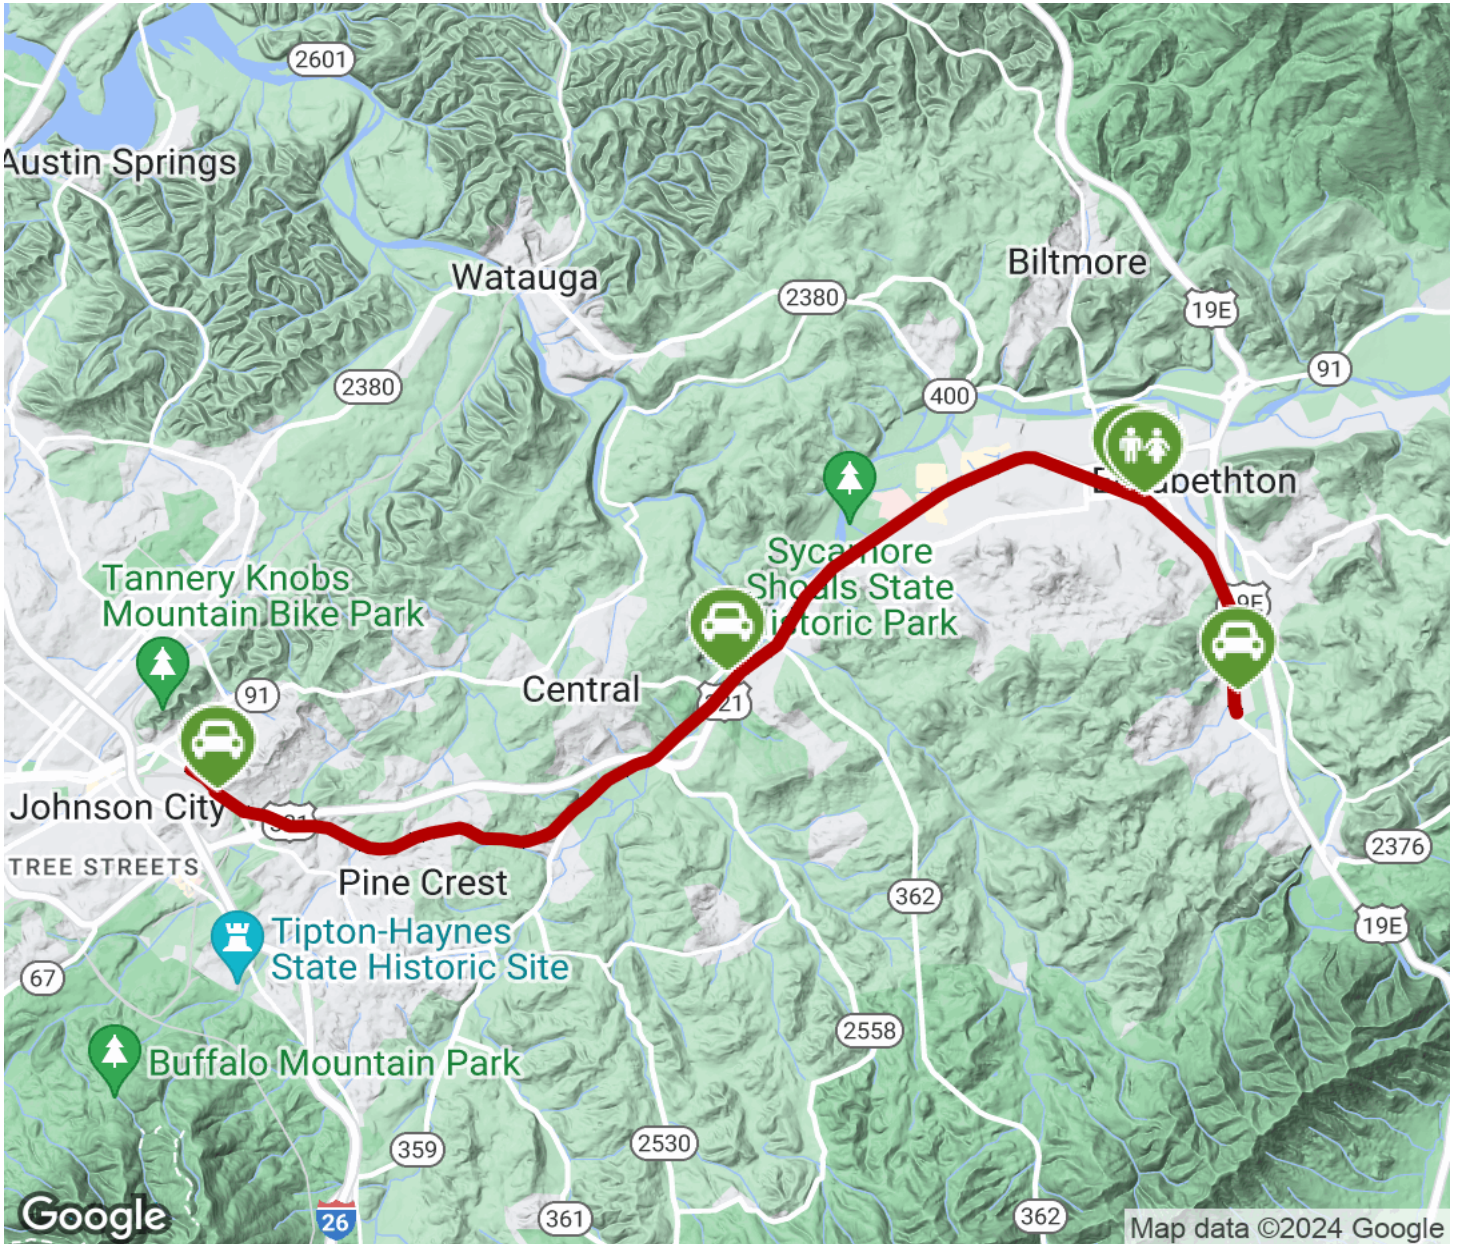 2601
Austin Springs
Watauga
Biltmore
2380
19E
91
2380
400
Sycamore
Shoals State
Historic Park
Tannery Knobs
Mountain Bike Park
91
Central
Johnson City
TREE STREETS
Pine Crest
2376
362
19E
Tipton-Haynes
State Historic Site
67
2558
Buffalo Mountain Park
359
2530
26
361
362
Google
Map data ©2024 Google